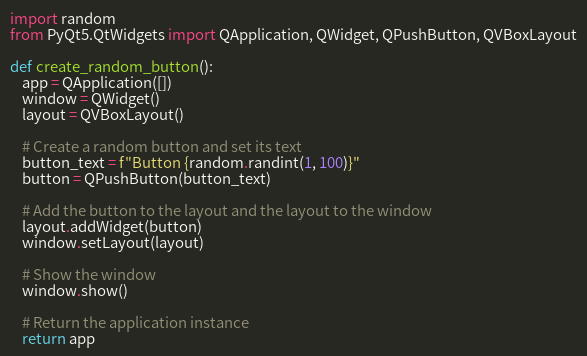 import random
from PyQt5.QtWidgets import QApplication, QWidget, QPushButton, QVBoxLayout

def create_random_button():
    app = QApplication([])
    window = QWidget()
    layout = QVBoxLayout()

    # Create a random button and set its text
    button_text = f"Button {random.randint(1, 100)}"
    button = QPushButton(button_text)

    # Add the button to the layout and the layout to the window
    layout.addWidget(button)
    window.setLayout(layout)

    # Show the window
    window.show()

    # Return the application instance
    return app